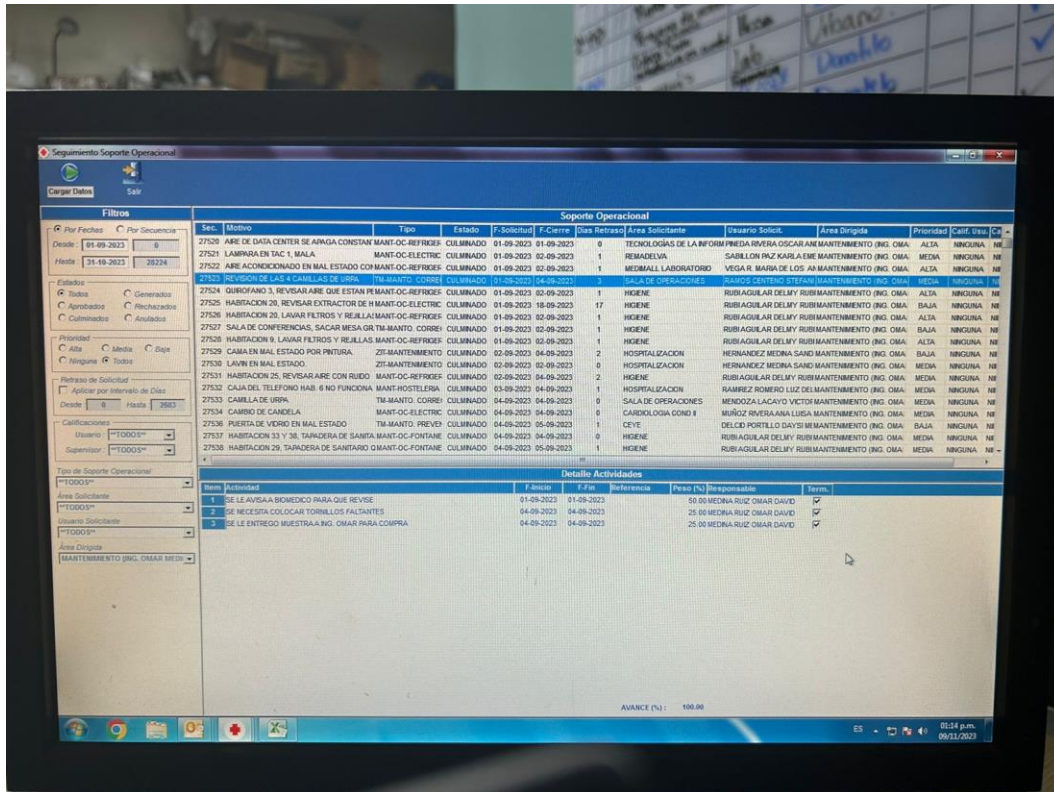 Urbano.
Danolilo
Lab
Seguimiento Soporte Operacional
Cargar Datos
Salir
Filtros
Por Fechas Por Secuencia
Desde : 01-09-2023 0
Hasta : 31-10-2023 28224
Estados
Todos Generados
Aprobados Rechazados
Culminados Anulados
Prioridad
Alta Media Baja
Ninguna Todos
Retraso de Solicitud
Aplicar por Intervalo de Días
Desde 0 Hasta 2603
Calificaciones
Usuario : **TODOS**
Supervisor : **TODOS**
Tipo de Soporte Operacional
**TODOS**
Área Solicitante
**TODOS**
Usuario Solicitante
**TODOS**
Área Dirigida
MANTENIMIENTO (ING. OMAR MEDI
Soporte Operacional
Sec. Motivo Tipo Estado F-Solicitud F-Cierre Días Retraso Área Solicitante Usuario Solicit. Área Dirigida Prioridad Calif. Usu. Ca
27520 AIRE DE DATA CENTER SE APAGA CONSTAN MANT-OC-REFRIGER CULMINADO 01-09-2023 01-09-2023 0 TECNOLOGÍAS DE LA INFORM PINEDA RIVERA OSCAR AN MANTENIMIENTO (ING. OMA ALTA NINGUNA NI
27521 LAMPARA EN TAC 1, MALA MANT-OC-ELECTRIC CULMINADO 01-09-2023 02-09-2023 1 REMADELVA SABILLON PAZ KARLA EME MANTENIMIENTO (ING. OMA MEDIA NINGUNA NI
27522 AIRE ACONDICIONADO EN MAL ESTADO CO MANT-OC-REFRIGER CULMINADO 01-09-2023 02-09-2023 1 MEDIMALL LABORATORIO VEGA R. MARIA DE LOS AN MANTENIMIENTO (ING. OMA ALTA NINGUNA NI
27523 REVISION DE LAS 4 CAMILLAS DE URPA TM-MANTO. CORRE CULMINADO 01-09-2023 04-09-2023 3 SALA DE OPERACIONES RAMOS CENTENO STEFANI MANTENIMIENTO (ING. OMA MEDIA NINGUNA NI
27524 QUIROFANO 3, REVISAR AIRE QUE ESTAN PE MANT-OC-REFRIGER CULMINADO 01-09-2023 02-09-2023 1 HIGIENE RUBI AGUILAR DELMY RUBI MANTENIMIENTO (ING. OMA ALTA NINGUNA NI
27525 HABITACION 20, REVISAR EXTRACTOR DE H MANT-OC-ELECTRIC CULMINADO 01-09-2023 18-09-2023 17 HIGIENE RUBI AGUILAR DELMY RUBI MANTENIMIENTO (ING. OMA BAJA NINGUNA NI
27526 HABITACION 20, LAVAR FILTROS Y REJILLAS MANT-OC-REFRIGER CULMINADO 01-09-2023 02-09-2023 1 HIGIENE RUBI AGUILAR DELMY RUBI MANTENIMIENTO (ING. OMA ALTA NINGUNA NI
27527 SALA DE CONFERENCIAS, SACAR MESA GR TM-MANTO. CORRE CULMINADO 01-09-2023 02-09-2023 1 HIGIENE RUBI AGUILAR DELMY RUBI MANTENIMIENTO (ING. OMA BAJA NINGUNA NI
27528 HABITACION 9, LAVAR FILTROS Y REJILLAS MANT-OC-REFRIGER CULMINADO 01-09-2023 02-09-2023 1 HIGIENE RUBI AGUILAR DELMY RUBI MANTENIMIENTO (ING. OMA ALTA NINGUNA NI
27529 CAMA EN MAL ESTADO POR PINTURA. ZIT-MANTENIMIENTO CULMINADO 02-09-2023 04-09-2023 2 HOSPITALIZACION HERNANDEZ MEDINA SAND MANTENIMIENTO (ING. OMA BAJA NINGUNA NI
27530 LAVIN EN MAL ESTADO. ZIT-MANTENIMIENTO CULMINADO 02-09-2023 02-09-2023 0 HOSPITALIZACION HERNANDEZ MEDINA SAND MANTENIMIENTO (ING. OMA MEDIA NINGUNA NI
27531 HABITACION 25, REVISAR AIRE CON RUIDO MANT-OC-REFRIGER CULMINADO 02-09-2023 04-09-2023 2 HIGIENE RUBI AGUILAR DELMY RUBI MANTENIMIENTO (ING. OMA MEDIA NINGUNA NI
27532 CAJA DEL TELEFONO HAB. 6 NO FUNCIONA MANT-HOSTELERIA CULMINADO 03-09-2023 04-09-2023 1 HOSPITALIZACION RAMIREZ ROMERO LUZ DEL MANTENIMIENTO (ING. OMA MEDIA NINGUNA NI
27533 CAMILLA DE URPA. TM-MANTO. CORRE CULMINADO 04-09-2023 04-09-2023 0 SALA DE OPERACIONES MENDOZA LACAYO VICTOR MANTENIMIENTO (ING. OMA MEDIA NINGUNA NI
27534 CAMBIO DE CANDELA MANT-OC-ELECTRIC CULMINADO 04-09-2023 04-09-2023 0 CARDIOLOGIA COND II MUÑOZ RIVERA ANA LUISA MANTENIMIENTO (ING. OMA MEDIA NINGUNA NI
27536 PUERTA DE VIDRIO EN MAL ESTADO TM-MANTO. PREVEN CULMINADO 04-09-2023 05-09-2023 1 CEYE DELCID PORTILLO DAYSI ME MANTENIMIENTO (ING. OMA BAJA NINGUNA NI
27537 HABITACION 33 Y 38, TAPADERA DE SANITA MANT-OC-FONTANE CULMINADO 04-09-2023 04-09-2023 0 HIGIENE RUBI AGUILAR DELMY RUBI MANTENIMIENTO (ING. OMA MEDIA NINGUNA NI
27538 HABITACION 29, TAPADERA DE SANITARIO Q MANT-OC-FONTANE CULMINADO 04-09-2023 05-09-2023 1 HIGIENE RUBI AGUILAR DELMY RUBI MANTENIMIENTO (ING. OMA MEDIA NINGUNA NI
Detalle Actividades
Item Actividad F-Inicio F-Fin Referencia Peso (%) Responsable Term.
1 SE LE AVISA A BIOMEDICO PARA QUE REVISE 01-09-2023 01-09-2023 50.00 MEDINA RUIZ OMAR DAVID
2 SE NECESITA COLOCAR TORNILLOS FALTANTES 04-09-2023 04-09-2023 25.00 MEDINA RUIZ OMAR DAVID
3 SE LE ENTREGO MUESTRA A ING. OMAR PARA COMPRA 04-09-2023 04-09-2023 25.00 MEDINA RUIZ OMAR DAVID
AVANCE (%) : 100.00
ES 01:14 p.m.
09/11/2023